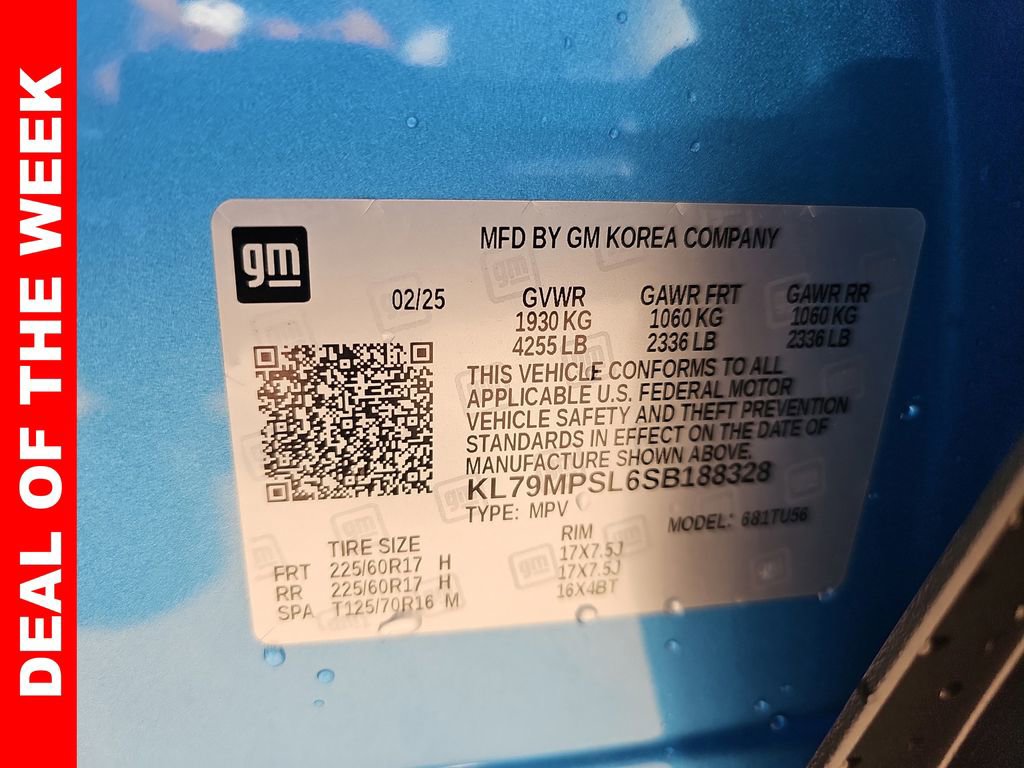 DEAL OF THE WEEK
gm
MFD BY GM KOREA COMPANY
02/25 GVWR GAWR FRT GAWR RR
1930 KG 1060 KG 1060 KG
4255 LB 2336 LB 2336 LB
THIS VEHICLE CONFORMS TO ALL
APPLICABLE U.S. FEDERAL MOTOR
VEHICLE SAFETY AND THEFT PREVENTION
STANDARDS IN EFFECT ON THE DATE OF
MANUFACTURE SHOWN ABOVE.
KL79MPSL6SB188328
TYPE: MPV MODEL: 681TU56
TIRE SIZE RIM
FRT 225/60R17 H 17X7.5J
RR 225/60R17 H 17X7.5J
SPA T125/70R16 M 16X4BT